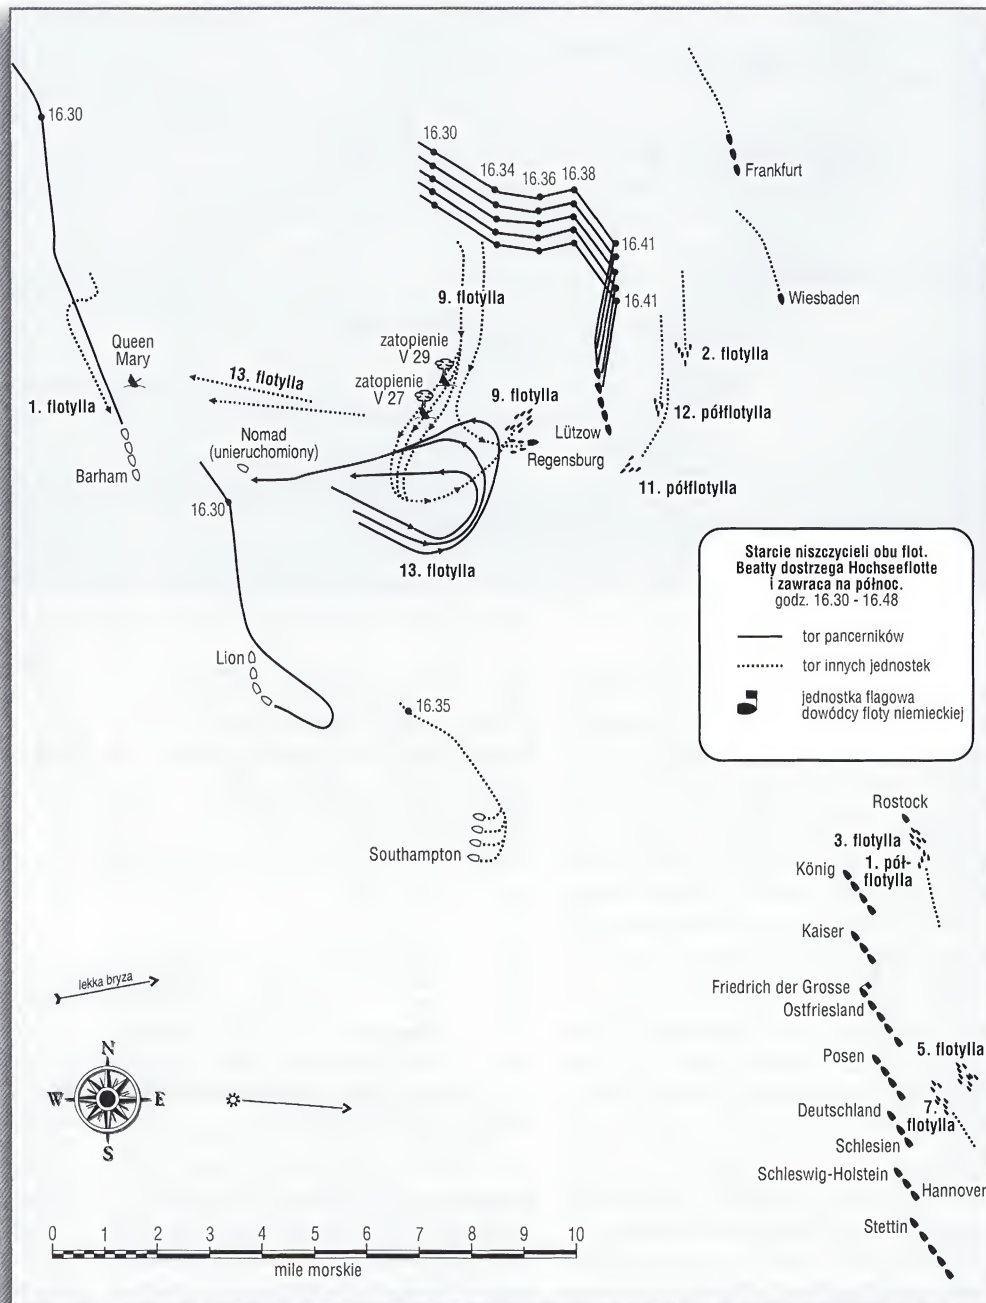 16.30
16.30
16.34
16.36
16.38
Frankfurt
16.41
9. flotylla
Wiesbaden
16.41
Queen
Mary
zatopienie
V 29
2. flotylla
zatopienie
V 27
13. flotylla
1. flotylla
9. flotylla
12. półflotylla
Lützow
Nomad
(unieruchomiony)
Regensburg
Barham
11. półflotylla
16.30
13. flotylla
Starcie niszczycieli obu flot.
Beatty dostrzega Hochseeflotte
i zawraca na północ.
godz. 16.30 - 16.48
tor pancerników
tor innych jednostek
jednostka flagowa
dowódcy floty niemieckiej
Lion
16.35
Southampton
Rostock
3. flotylla
1. pół-
flotylla
König
Kaiser
lekka bryza
Friedrich der Grosse
Ostfriesland
N
W
E
S
Posen
5. flotylla
Deutschland
7.
flotylla
Schlesien
Schleswig-Holstein
Hannover
Stettin
0 1 2 3 4 5 6 7 8 9 10
mile morskie